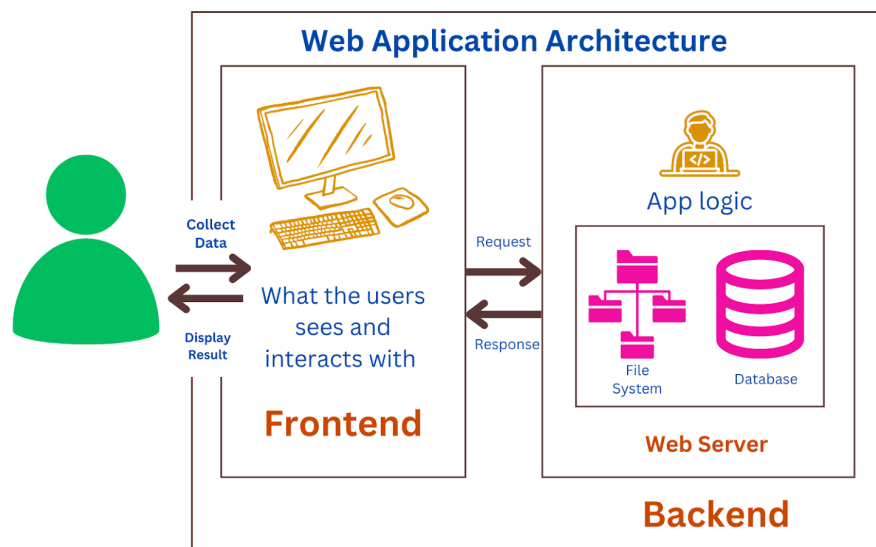 Web Application Architecture
Collect
Data
Display
Result
What the users
sees and
interacts with
Frontend
Request
Response
App logic
</>
File
System
Database
Web Server
Backend